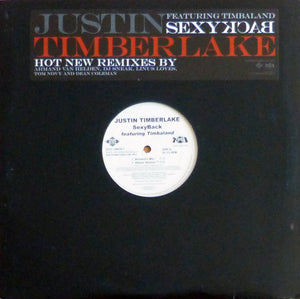 JUSTIN
FEATURING TIMBALAND
SEXYBACK
TIMBERLAKE
HOT NEW REMIXES BY
ARMAND VAN HELDEN, DJ SNEAK, LINUS LOVES,
TOM NOVY AND DEAN COLEMAN
JUSTIN TIMBERLAKE
SexyBack
featuring Timbaland